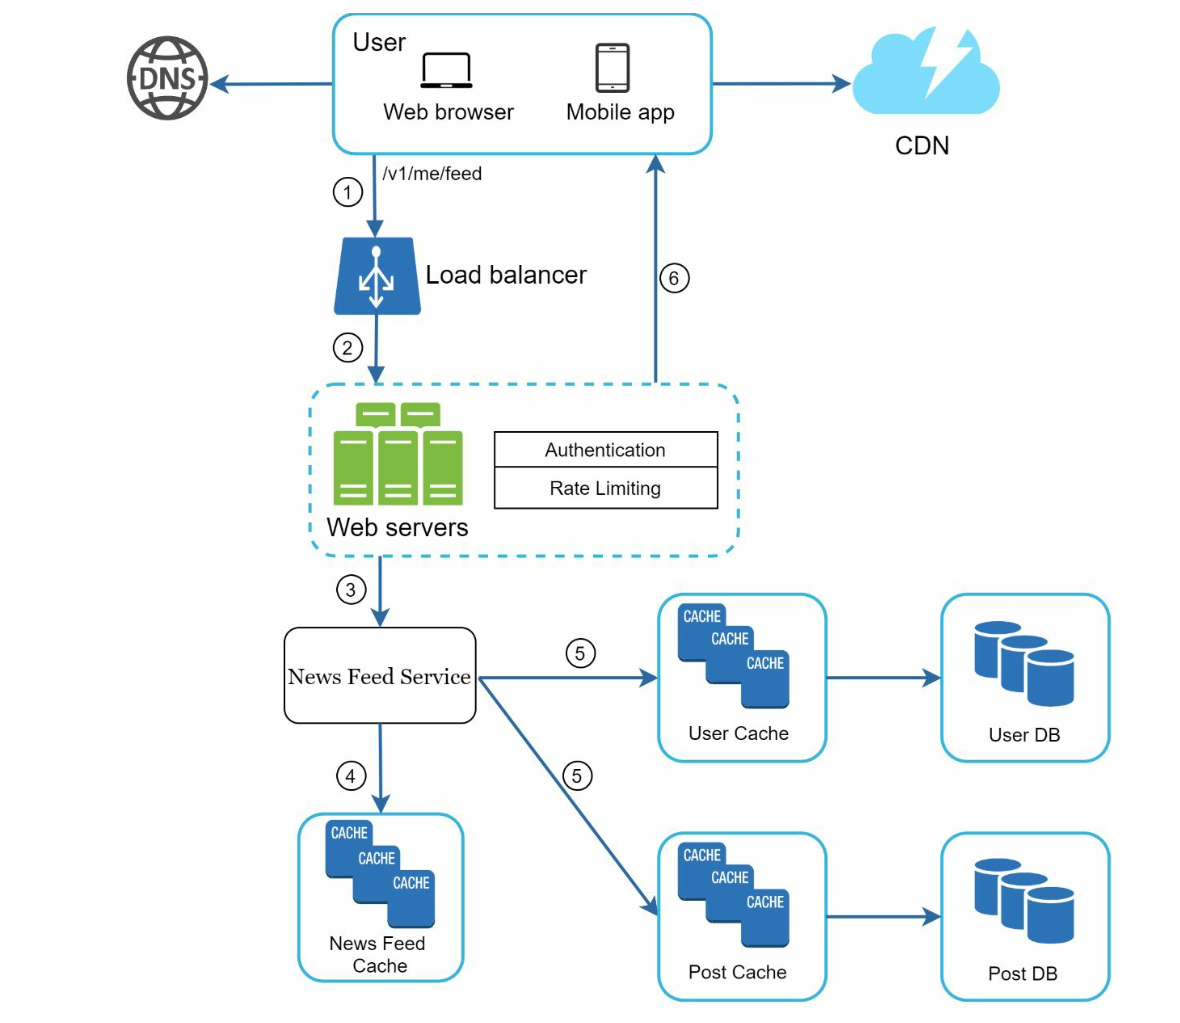 User
DNS
Web browser
Mobile app
CDN
/v1/me/feed
1
Load balancer
6
2
Authentication
Rate Limiting
Web servers
3
News Feed Service
5
CACHE
CACHE
CACHE
User Cache
User DB
4
5
CACHE
CACHE
CACHE
News Feed
Cache
CACHE
CACHE
CACHE
Post Cache
Post DB